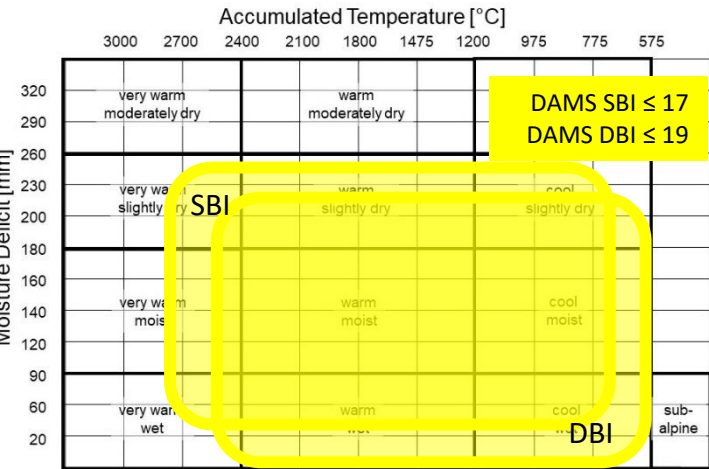 Accumulated Temperature [°C]
3000 2700 2400 2100 1800 1475 1200 975 775 575
Moisture Deficit [mm]
320
290
260
230
200
180
160
140
120
90
60
20
very warm
moderately dry
warm
moderately dry
DAMS SBI ≤ 17
DAMS DBI ≤ 19
very warm
slightly dry
SBI
warm
slightly dry
cool
slightly dry
very warm
moist
warm
moist
cool
moist
very warm
wet
warm
wet
cool
wet
DBI
sub-
alpine